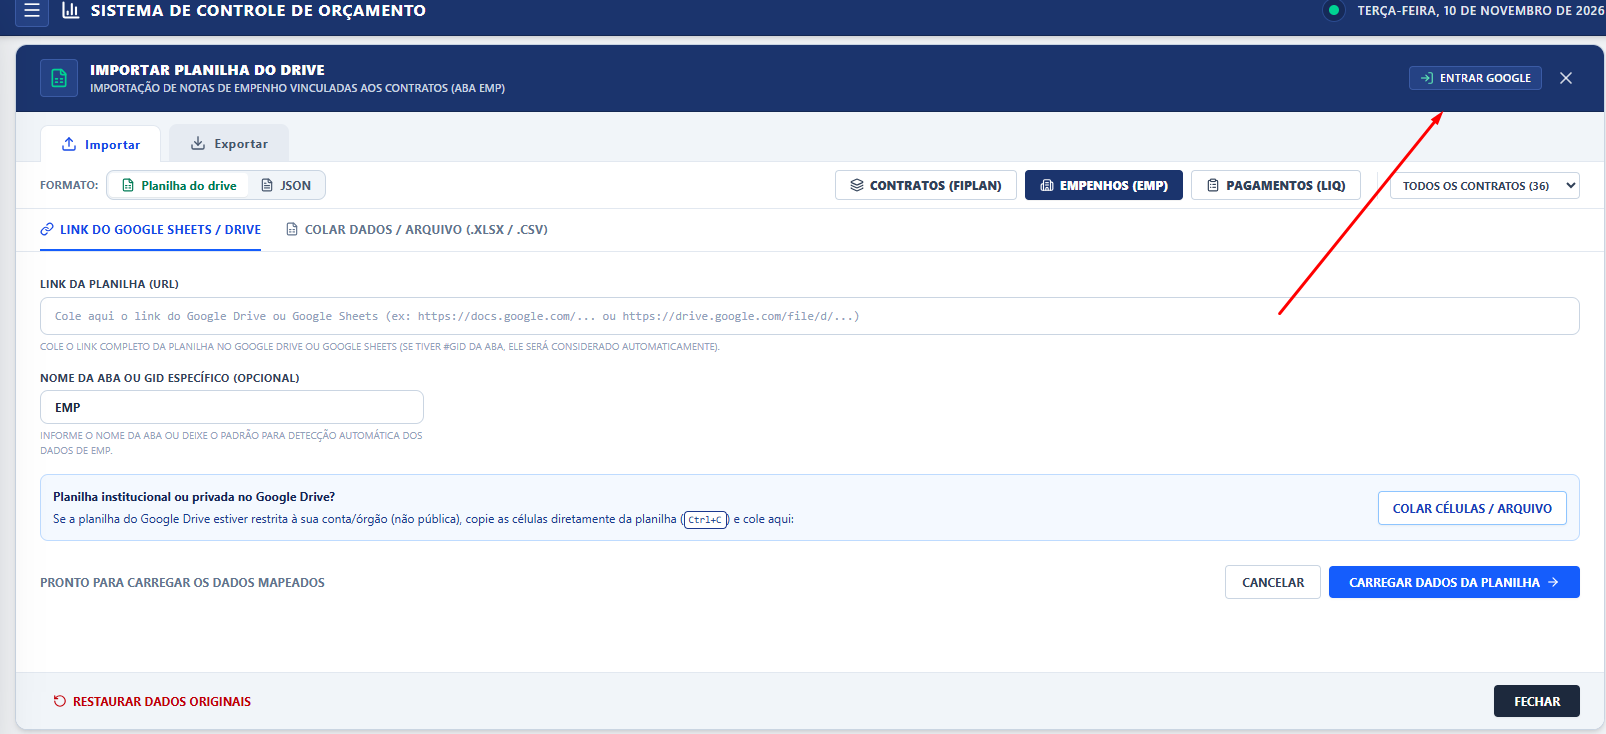 SISTEMA DE CONTROLE DE ORÇAMENTO
TERÇA-FEIRA, 10 DE NOVEMBRO DE 2026
IMPORTAR PLANILHA DO DRIVE
IMPORTAÇÃO DE NOTAS DE EMPENHO VINCULADAS AOS CONTRATOS (ABA EMP)
ENTRAR GOOGLE
Importar
Exportar
FORMATO:
Planilha do drive
JSON
CONTRATOS (FIPLAN)
EMPENHOS (EMP)
PAGAMENTOS (LIQ)
TODOS OS CONTRATOS (36)
LINK DO GOOGLE SHEETS / DRIVE
COLAR DADOS / ARQUIVO (.XLSX / .CSV)
LINK DA PLANILHA (URL)
Cole aqui o link do Google Drive ou Google Sheets (ex: https://docs.google.com/... ou https://drive.google.com/file/d/...)
COLE O LINK COMPLETO DA PLANILHA NO GOOGLE DRIVE OU GOOGLE SHEETS (SE TIVER #GID DA ABA, ELE SERÁ CONSIDERADO AUTOMATICAMENTE).
NOME DA ABA OU GID ESPECÍFICO (OPCIONAL)
EMP
INFORME O NOME DA ABA OU DEIXE O PADRÃO PARA DETECÇÃO AUTOMÁTICA DOS
DADOS DE EMP.
Planilha institucional ou privada no Google Drive?
Se a planilha do Google Drive estiver restrita à sua conta/órgão (não pública), copie as células diretamente da planilha (Ctrl+C) e cole aqui:
COLAR CÉLULAS / ARQUIVO
PRONTO PARA CARREGAR OS DADOS MAPEADOS
CANCELAR
CARREGAR DADOS DA PLANILHA →
RESTAURAR DADOS ORIGINAIS
FECHAR